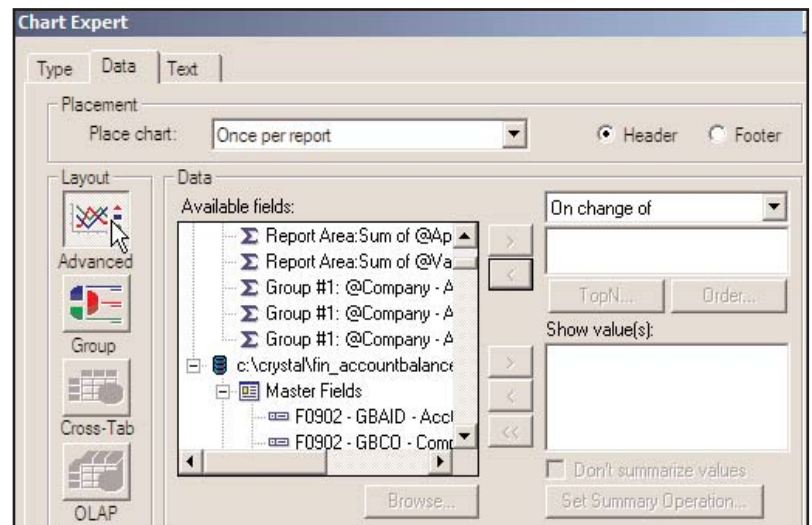 Chart Expert
Type Data Text
Placement
Place chart: Once per report Header Footer
Layout
Advanced
Group
Cross-Tab
OLAP
Data
Available fields:
Report Area:Sum of @Ap
Report Area:Sum of @Va
Group #1: @Company - A
Group #1: @Company - A
Group #1: @Company - A
c:\crystal\fin_accountbalance
Master Fields
F0902 - GBAID - Acc
F0902 - GBCO - Com
Browse...
> 
<
>
<
<<
On change of
TopN... Order...
Show value(s):
Don't summarize values
Set Summary Operation...